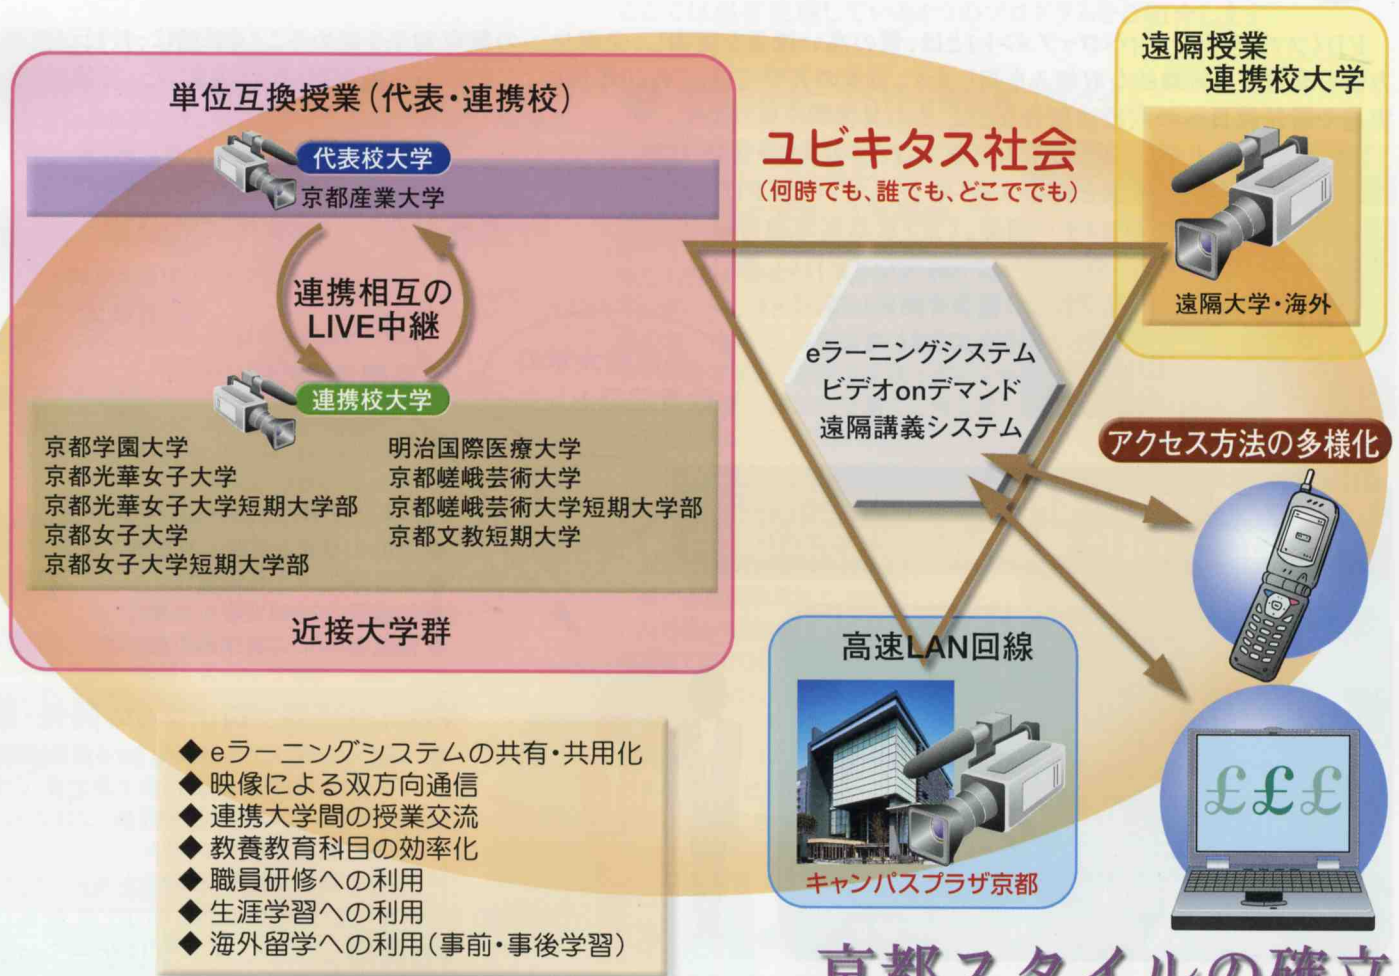 単位互換授業（代表・連携校）
代表校大学
京都産業大学
連携相互の
LIVE中継
連携校大学
京都学園大学
京都光華女子大学
京都光華女子大学短期大学部
京都女子大学
京都女子大学短期大学部
明治国際医療大学
京都嵯峨芸術大学
京都嵯峨芸術大学短期大学部
京都文教短期大学
近接大学群
ユビキタス社会
（何時でも、誰でも、どこででも）
遠隔授業
連携校大学
遠隔大学・海外
eラーニングシステム
ビデオonデマンド
遠隔講義システム
アクセス方法の多様化
£££
高速LAN回線
キャンパスプラザ京都
◆eラーニングシステムの共有・共用化
◆映像による双方向通信
◆連携大学間の授業交流
◆教養教育科目の効率化
◆職員研修への利用
◆生涯学習への利用
◆海外留学への利用（事前・事後学習）
京都スタイルの確立